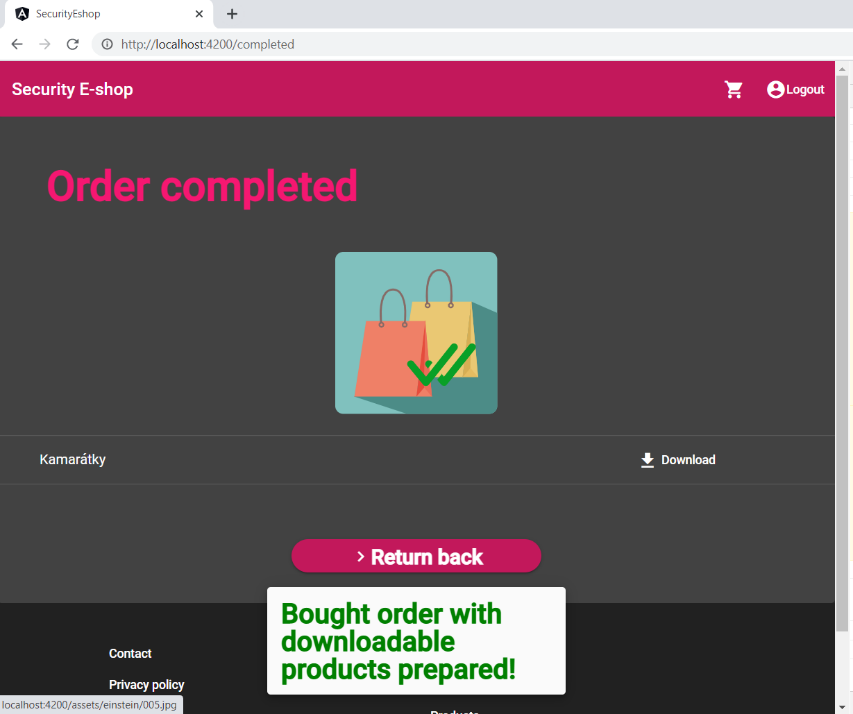 SecurityEshop
http://localhost:4200/completed
Security E-shop
Logout
Order completed
Kamarátky
Download
Return back
Bought order with
downloadable
products prepared!
Contact
Privacy policy
Products
localhost:4200/assets/einstein/005.jpg